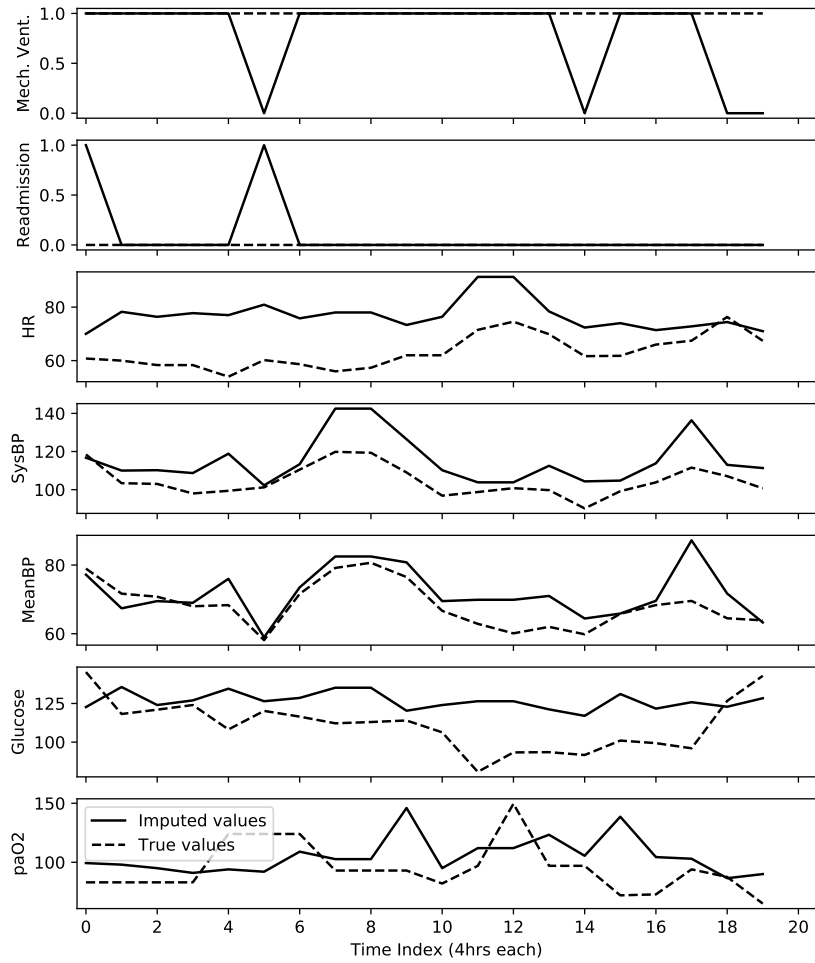 1.0
0.5
0.0
Mech. Vent.
1.0
0.5
0.0
Readmission
80
60
HR
140
120
100
SysBP
80
60
MeanBP
125
100
Glucose
150
100
paO2
Imputed values
True values
0 2 4 6 8 10 12 14 16 18 20
Time Index (4hrs each)